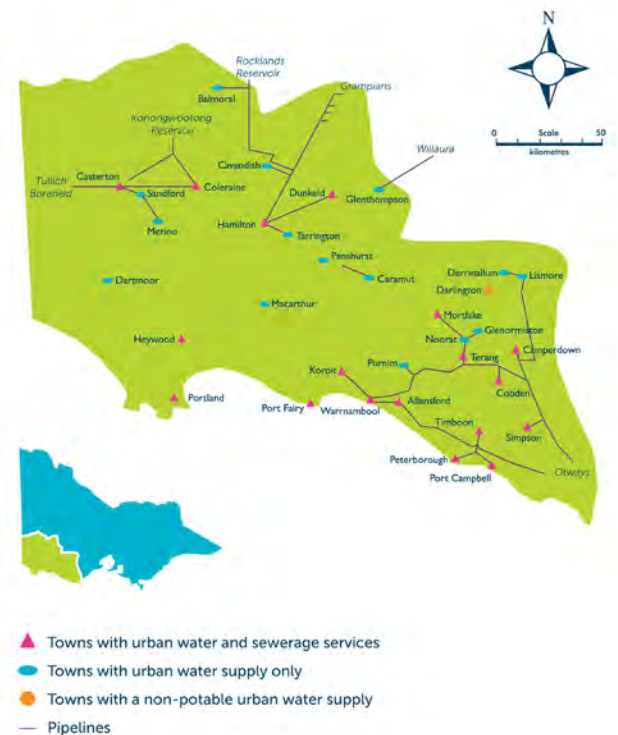 N
Rocklands
Reservoir
Grampians
Balmoral
Scale
0
50
kilometres
Konongwootong
Reservoir
Willaura
Tullich
Borefield
Casterton
Cavendish
Sandford
Coleraine
Dunkeld
Glenthompson
Merino
Hamilton
Tarrington
Penshurst
Dartmoor
Caramut
Derrinallum
Lismore
Darlington
Macarthur
Mortlake
Glenormiston
Heywood
Noorat
Camperdown
Terang
Koroit
Purnim
Cobden
Portland
Port Fairy
Warrnambool
Allansford
Timboon
Simpson
Peterborough
Port Campbell
Otways
Towns with urban water and sewerage services
Towns with urban water supply only
Towns with a non-potable urban water supply
Pipelines